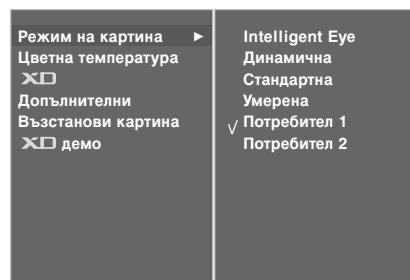 Режим на картина ►
Цветна температура
XD
Допълнителни
Възстанови картина
XD демо
Intelligent Eye
Динамична
Стандартна
Умерена
√ Потребител 1
Потребител 2